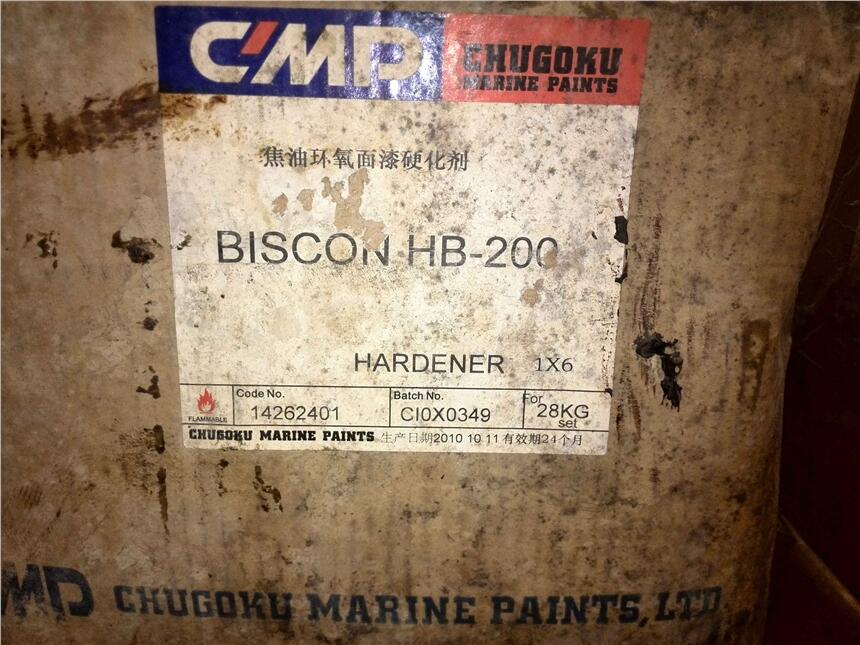 CMP CHUGOKU
MARINE PAINTS
焦油环氧面漆硬化剂
BISCON HB-200
HARDENER 1X6
FLAMMABLE
Code No.
14262401
Batch No.
CI0X0349
For
28KG
set
CHUGOKU MARINE PAINTS 生产日期2010 10 11 有效期24个月
CMP CHUGOKU MARINE PAINTS, LTD.